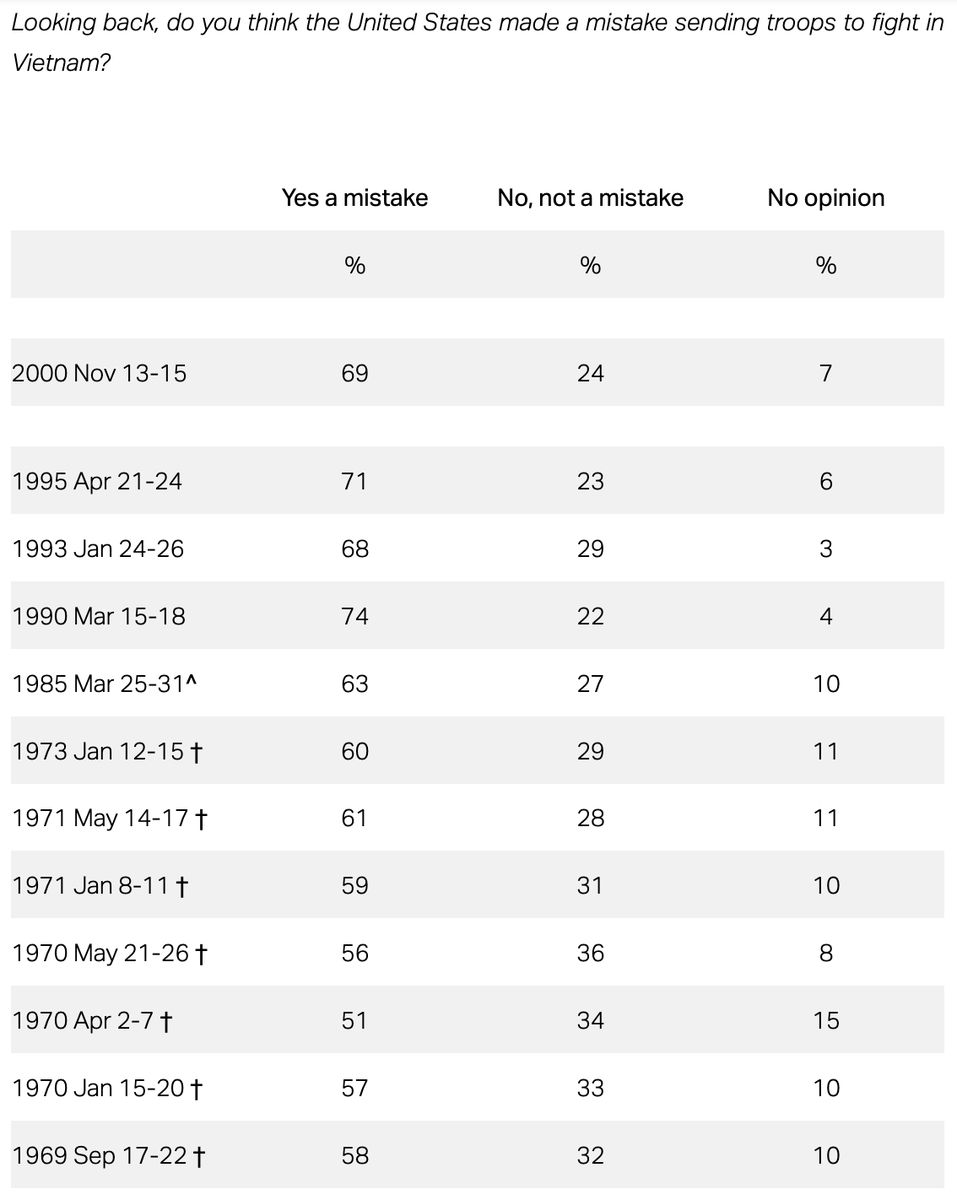 Looking back, do you think the United States made a mistake sending troops to fight in
Vietnam?
Yes a mistake No, not a mistake No opinion
% % %
2000 Nov 13-15 69 24 7
1995 Apr 21-24 71 23 6
1993 Jan 24-26 68 29 3
1990 Mar 15-18 74 22 4
1985 Mar 25-31^ 63 27 10
1973 Jan 12-15 † 60 29 11
1971 May 14-17 † 61 28 11
1971 Jan 8-11 † 59 31 10
1970 May 21-26 † 56 36 8
1970 Apr 2-7 † 51 34 15
1970 Jan 15-20 † 57 33 10
1969 Sep 17-22 † 58 32 10